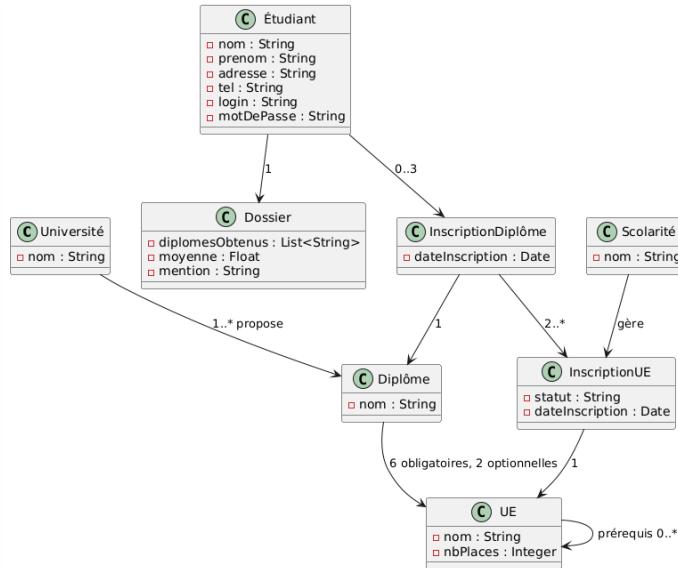 C Étudiant
nom : String
prenom : String
adresse : String
tel : String
login : String
motDePasse : String
1
0..3
C Université
nom : String
C Dossier
diplomesObtenus : List<String>
moyenne : Float
mention : String
C InscriptionDiplôme
dateInscription : Date
C Scolarité
nom : String
1..* propose
1
2..*
gère
C Diplôme
nom : String
C InscriptionUE
statut : String
dateInscription : Date
6 obligatoires, 2 optionnelles
1
C UE
nom : String
nbPlaces : Integer
prérequis 0..*